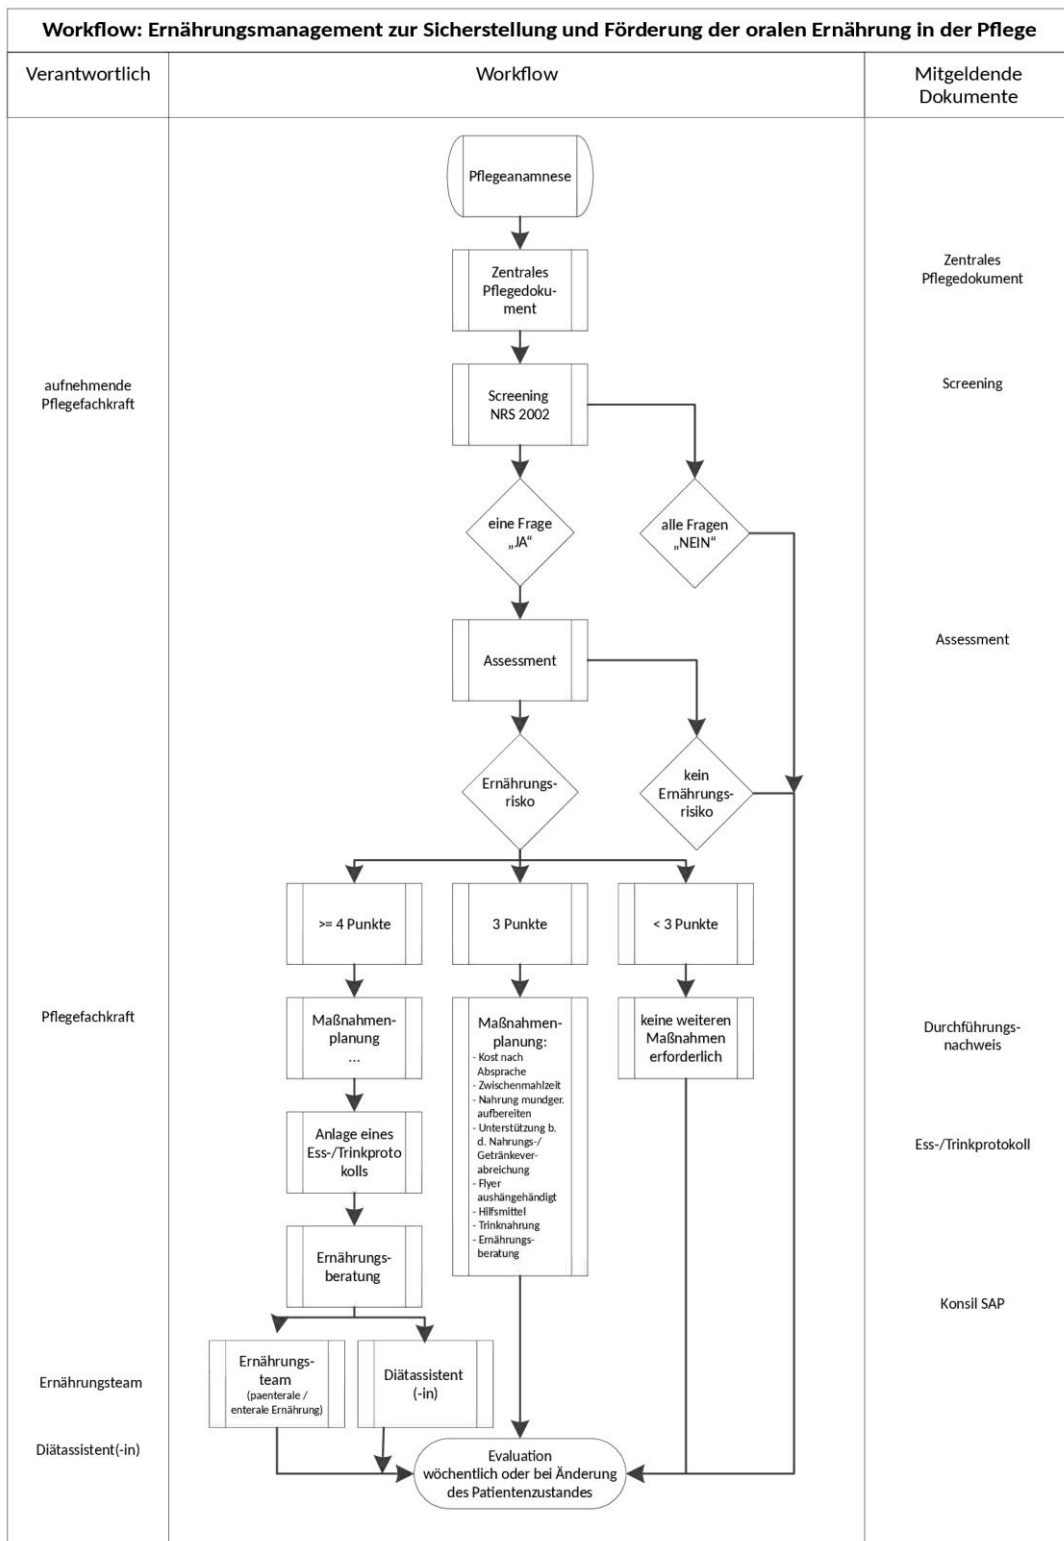 Workflow: Ernährungsmanagement zur Sicherstellung und Förderung der oralen Ernährung in der Pflege
Verantwortlich
Workflow
Mitgeldende
Dokumente
Pflegeanamnese
Zentrales
Pflegedoku-
ment
Zentrales
Pflegedokument
aufnehmende
Pflegefachkraft
Screening
NRS 2002
Screening
eine Frage
„JA“
alle Fragen
„NEIN“
Assessment
Assessment
Ernährungs-
risko
kein
Ernährungs-
risiko
>= 4 Punkte
3 Punkte
< 3 Punkte
Pflegefachkraft
Maßnahmen-
planung
...
Maßnahmen-
planung:
- Kost nach
Absprache
- Zwischenmahlzeit
- Nahrung mundger.
aufbereiten
- Unterstützung b.
d. Nahrungs-/
Getränkever-
abreichung
- Flyer
aushängehändigt
- Hilfsmittel
- Trinknahrung
- Ernährungs-
beratung
keine weiteren
Maßnahmen
erforderlich
Durchführungs-
nachweis
Anlage eines
Ess-/Trinkproto
kolls
Ess-/Trinkprotokoll
Ernährungs-
beratung
Konsil SAP
Ernährungsteam
Ernährungs-
team
(paenterale /
enterale Ernährung)
Diätassistent
(-in)
Diätassistent(-in)
Evaluation
wöchentlich oder bei Änderung
des Patientenzustandes